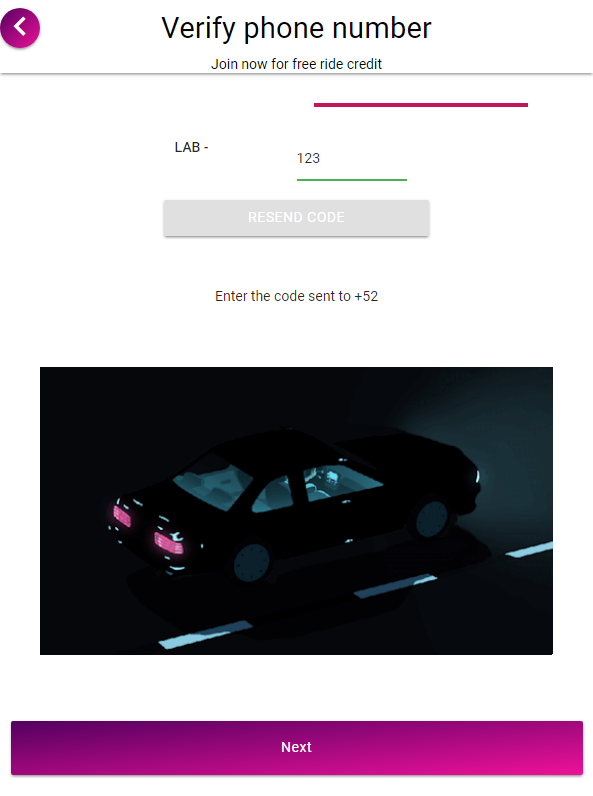 Verify phone number
Join now for free ride credit
LAB -
123
RESEND CODE
Enter the code sent to +52
Next